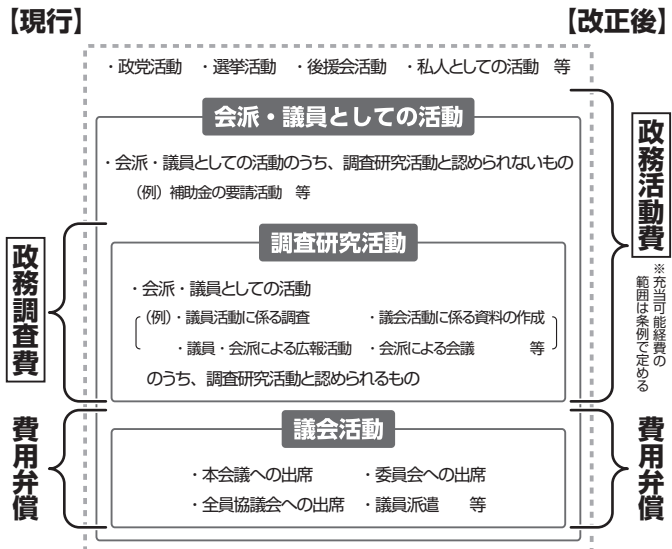 【現行】
【改正後】
・政党活動 ・選挙活動 ・後援会活動 ・私人としての活動 等
会派・議員としての活動
・会派・議員としての活動のうち、調査研究活動と認められないもの
（例）補助金の要請活動 等
調査研究活動
・会派・議員としての活動
（例）・議員活動に係る調査 ・議会活動に係る資料の作成
・議員・会派による広報活動 ・会派による会議 等
のうち、調査研究活動と認められるもの
議会活動
・本会議への出席 ・委員会への出席
・全員協議会への出席 ・議員派遣 等
政務調査費
費用弁償
政務活動費
※充当可能経費の
範囲は条例で定める
費用弁償